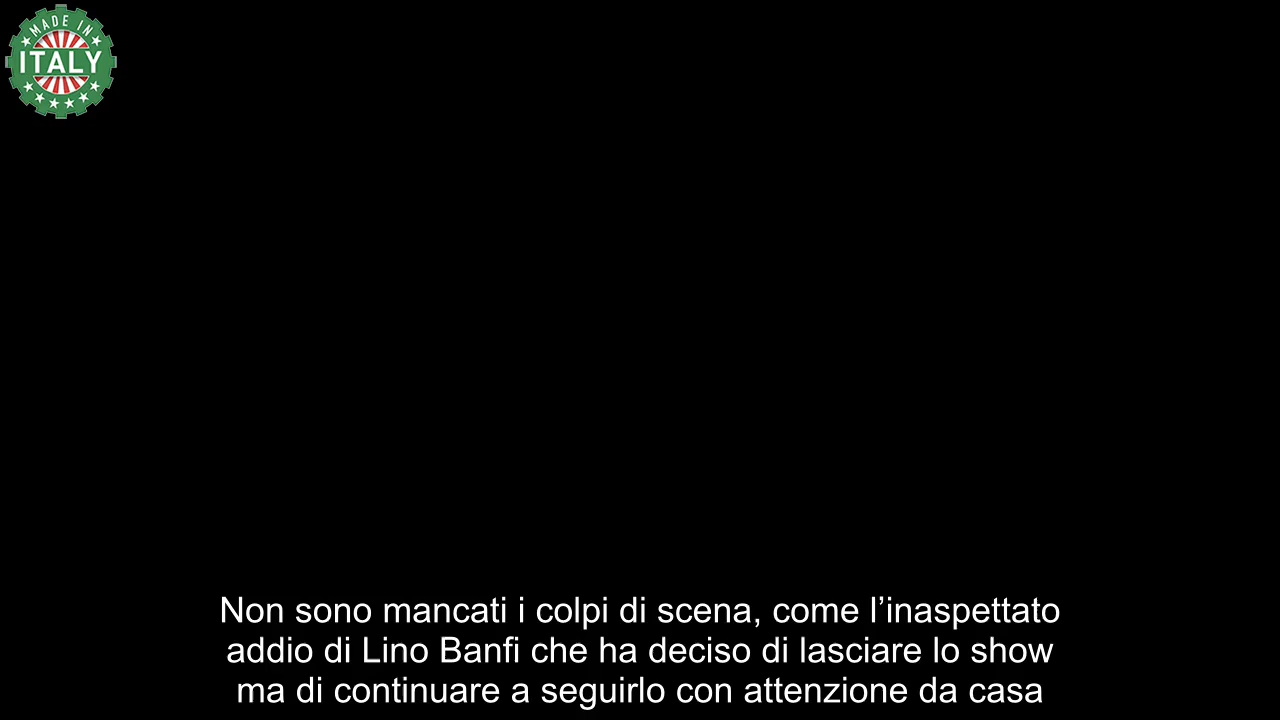 MADE IN
ITALY
Non sono mancati i colpi di scena, come l’inaspettato
addio di Lino Banfi che ha deciso di lasciare lo show
ma di continuare a seguirlo con attenzione da casa